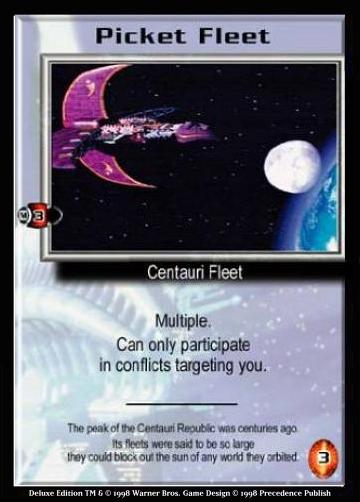 Picket Fleet
M 3
Centauri Fleet
Multiple.
Can only participate
in conflicts targeting you.
The peak of the Centauri Republic was centuries ago.
Its fleets were said to be so large
they could block out the sun of any world they orbited.
3
Deluxe Edition TM & © 1998 Warner Bros. Game Design © 1998 Precedence Publish